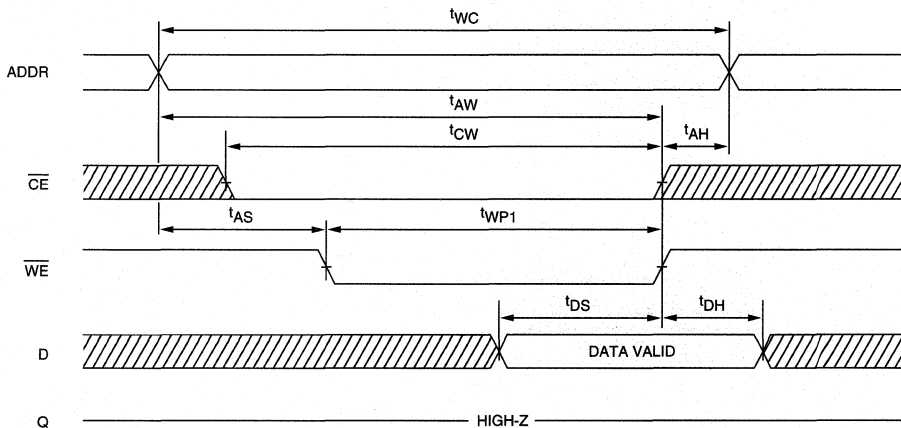 tWC
ADDR
tAW
tCW
tAH
CE
tAS
tWP1
WE
tDS
tDH
D
DATA VALID
Q
HIGH-Z